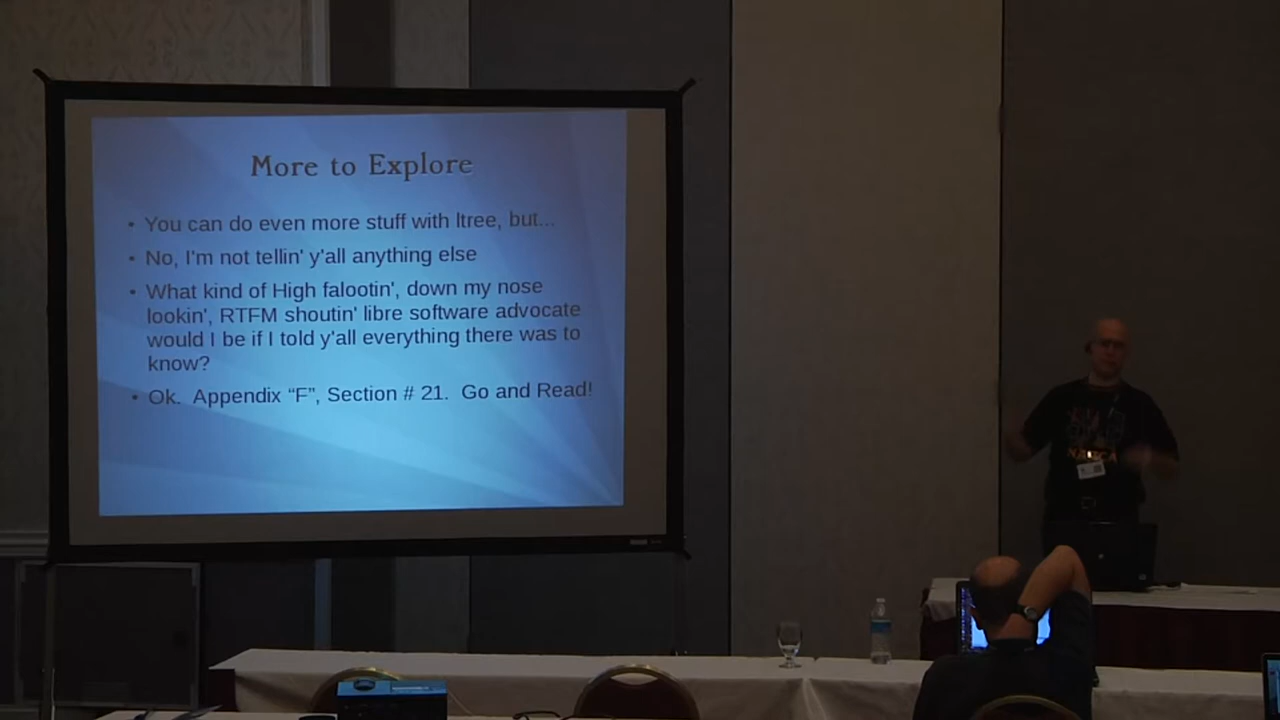 More to Explore
• You can do even more stuff with ltree, but...
• No, I'm not tellin' y'all anything else
• What kind of High falootin', down my nose
lookin', RTFM shoutin' libre software advocate
would I be if I told y'all everything there was to
know?
• Ok.  Appendix “F”, Section # 21.  Go and Read!